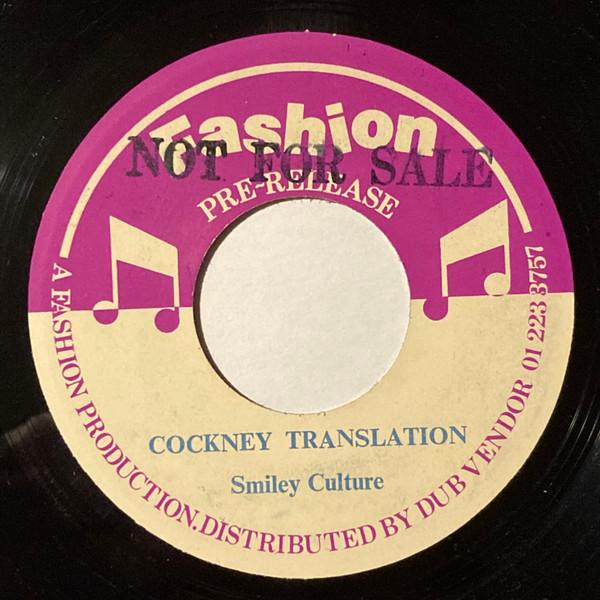 Fashion
NOT FOR SALE
PRE-RELEASE
COCKNEY TRANSLATION
Smiley Culture
A FASHION PRODUCTION.DISTRIBUTED BY DUB VENDOR 01 223 3757